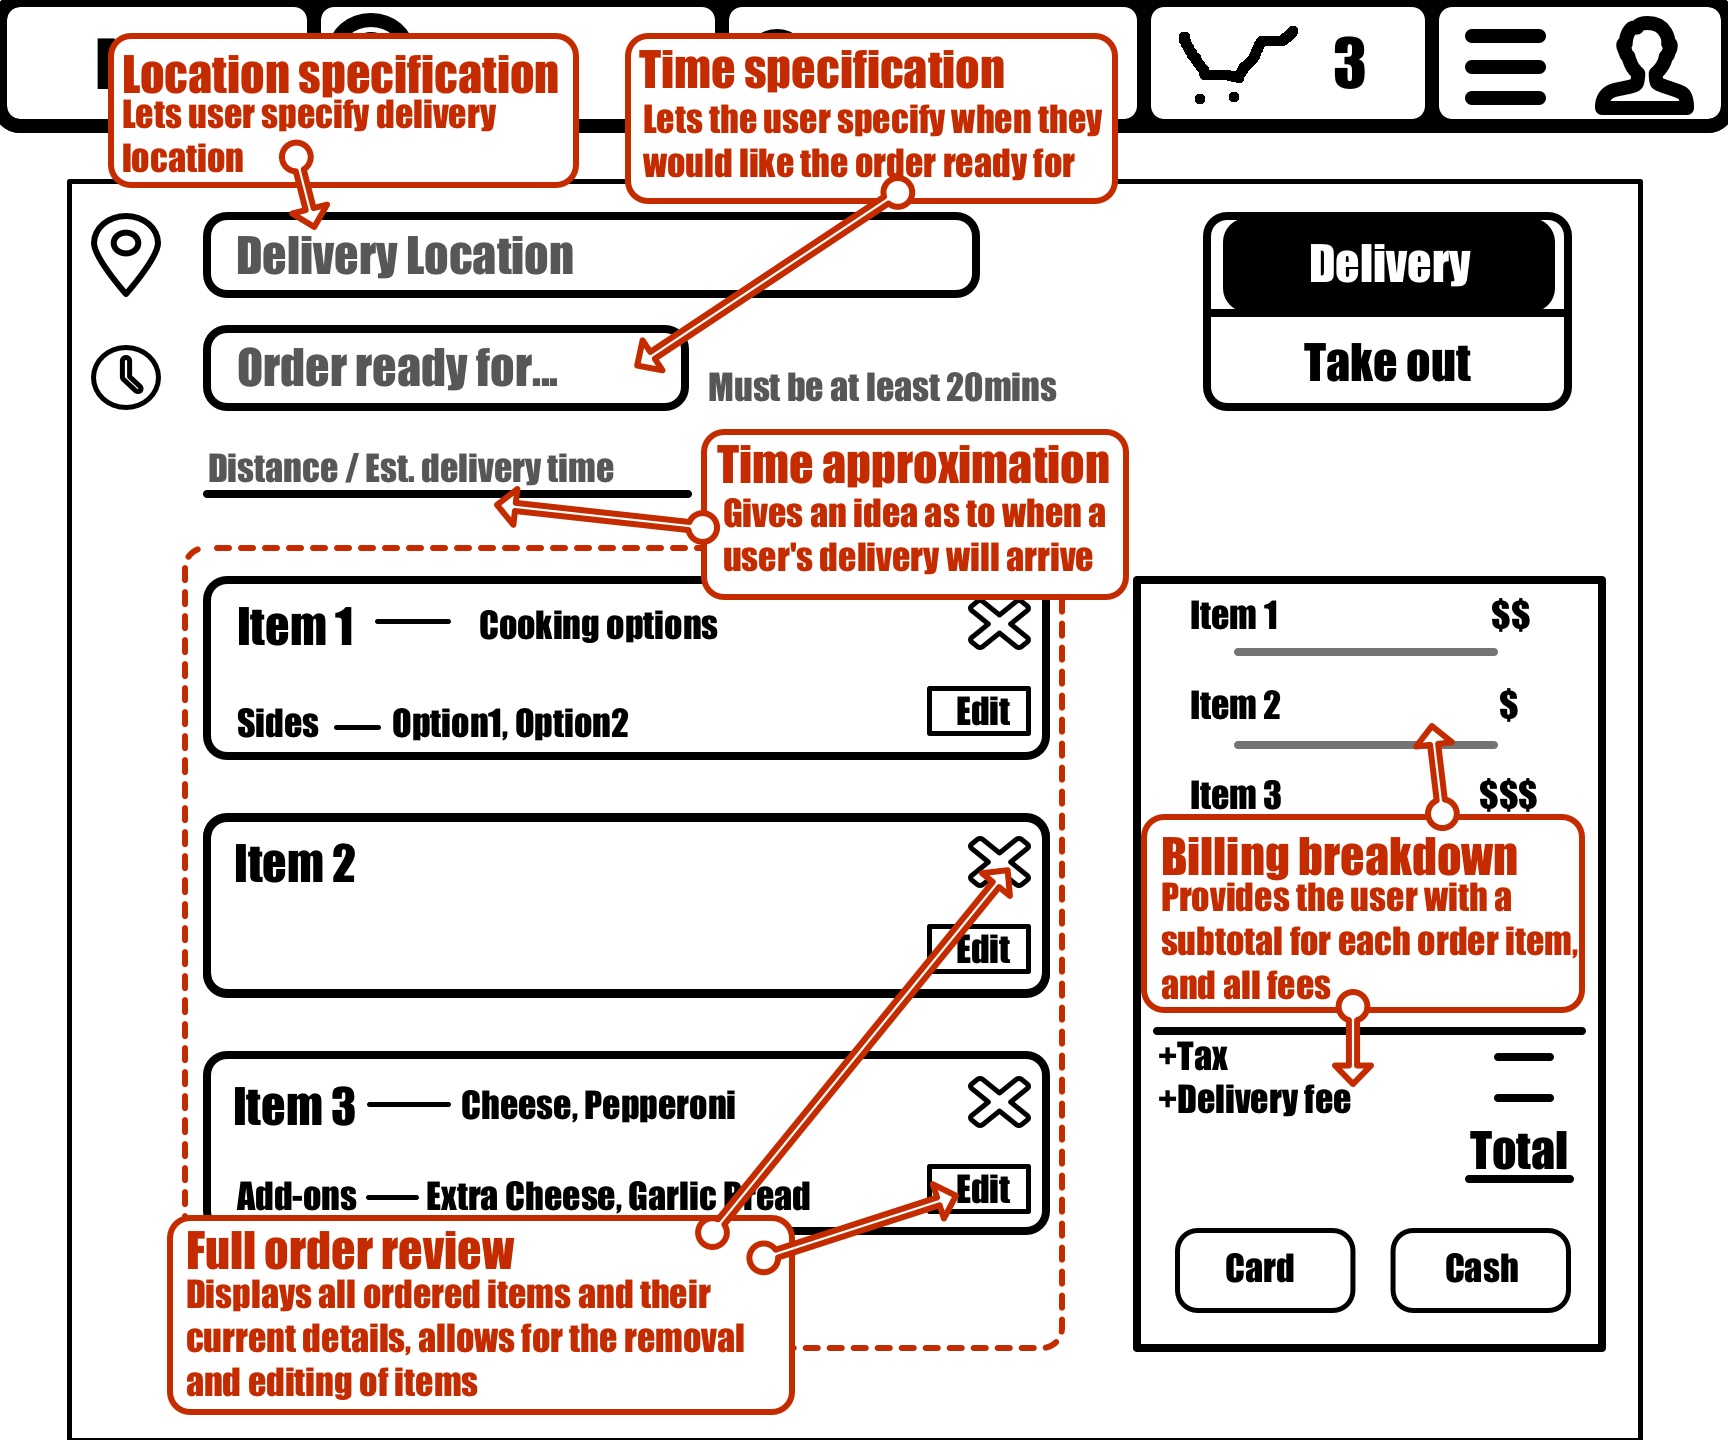 3
Location specification
Lets user specify delivery
location
Time specification
Lets the user specify when they
would like the order ready for
Delivery Location
Delivery
Order ready for...
Must be at least 20mins
Take out
Distance / Est. delivery time
Time approximation
Gives an idea as to when a
user's delivery will arrive
Item 1 Cooking options
Sides Option1, Option2
Edit
Item 2
Edit
Item 3 Cheese, Pepperoni
Add-ons Extra Cheese, Garlic Bread
Edit
Full order review
Displays all ordered items and their
current details, allows for the removal
and editing of items
Item 1 $$
Item 2 $
Item 3 $$$
Billing breakdown
Provides the user with a
subtotal for each order item,
and all fees
+Tax
+Delivery fee
Total
Card Cash